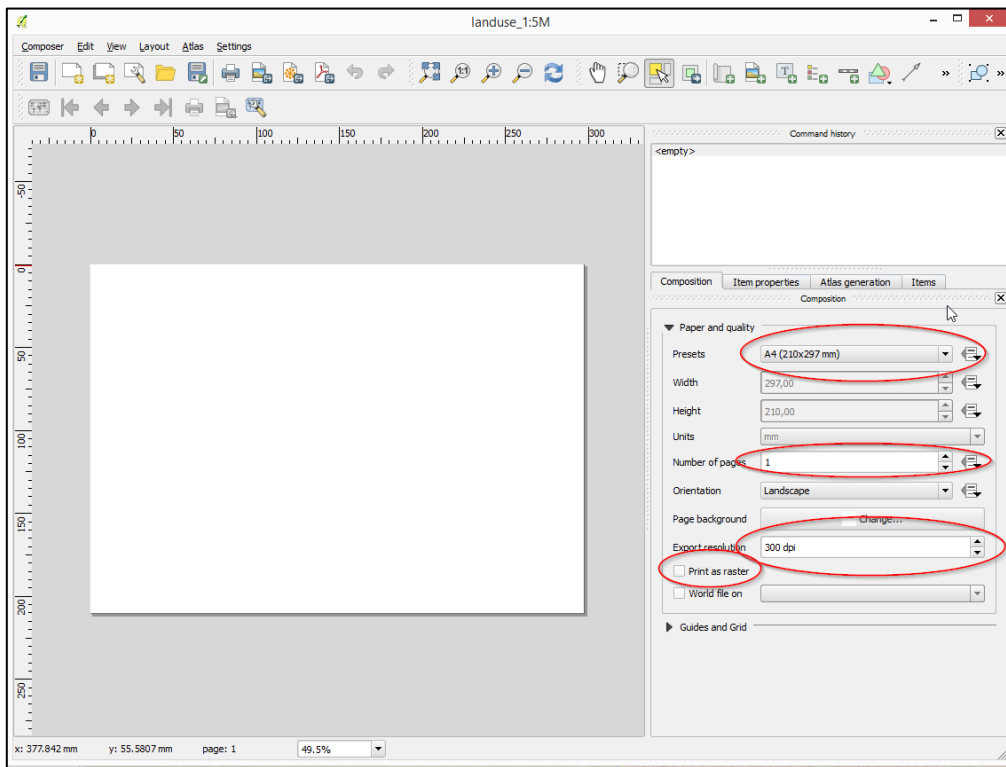 landuse_1:5M
Composer Edit View Layout Atlas Settings
1:1
T
»
»
0 50 100 150 200 250 300
-50
0
50
100
150
200
250
Command history
<empty>
Composition Item properties Atlas generation Items
Composition
Paper and quality
Presets A4 (210x297 mm)
Width 297,00
Height 210,00
Units mm
Number of pages 1
Orientation Landscape
Page background Change...
Export resolution 300 dpi
Print as raster
World file on
Guides and Grid
x: 377.842 mm y: 55.5807 mm page: 1 49.5%